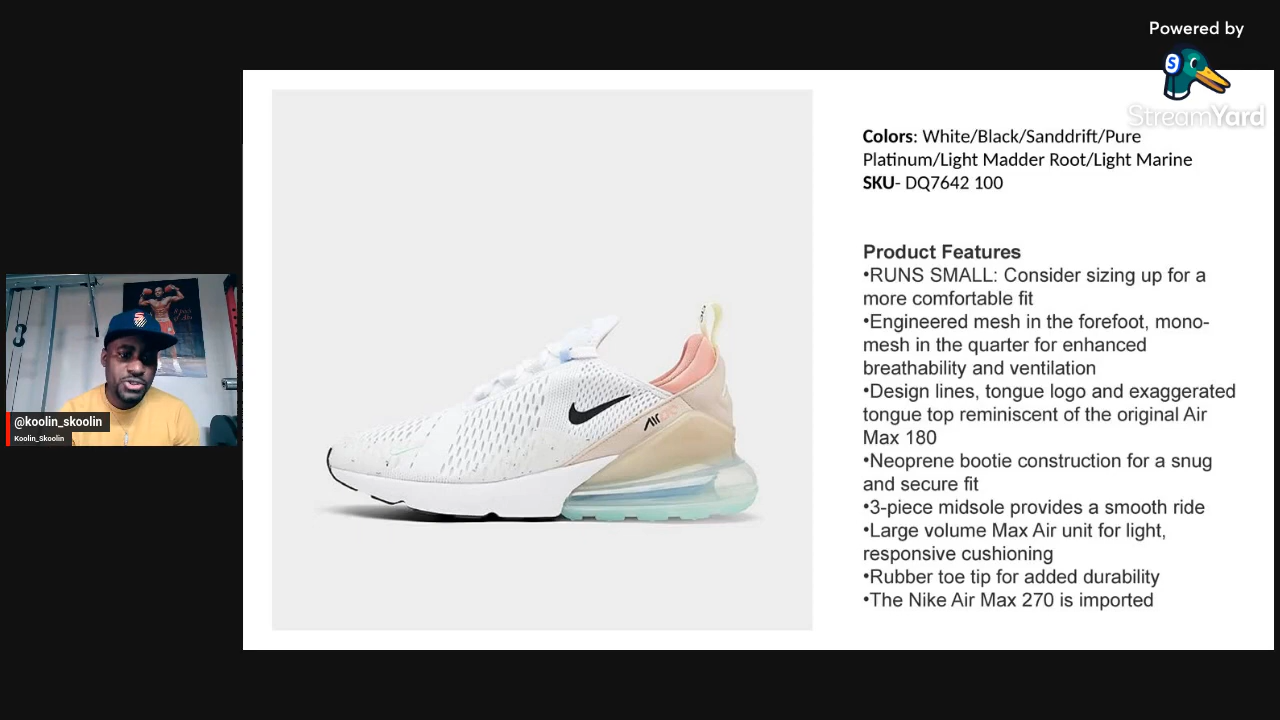 Powered by
S
StreamYard
Colors: White/Black/Sanddrift/Pure
Platinum/Light Madder Root/Light Marine
SKU- DQ7642 100
Product Features
•RUNS SMALL: Consider sizing up for a
more comfortable fit
•Engineered mesh in the forefoot, mono-
mesh in the quarter for enhanced
breathability and ventilation
•Design lines, tongue logo and exaggerated
tongue top reminiscent of the original Air
Max 180
•Neoprene bootie construction for a snug
and secure fit
•3-piece midsole provides a smooth ride
•Large volume Max Air unit for light,
responsive cushioning
•Rubber toe tip for added durability
•The Nike Air Max 270 is imported
AIR
@koolin_skoolin
Koolin_Skoolin